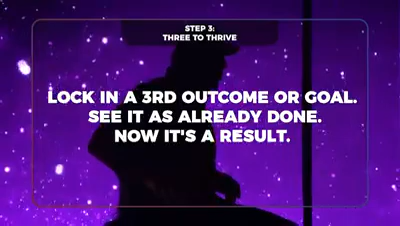 STEP 3:
THREE TO THRIVE
LOCK IN A 3RD OUTCOME OR GOAL.
SEE IT AS ALREADY DONE.
NOW IT'S A RESULT.